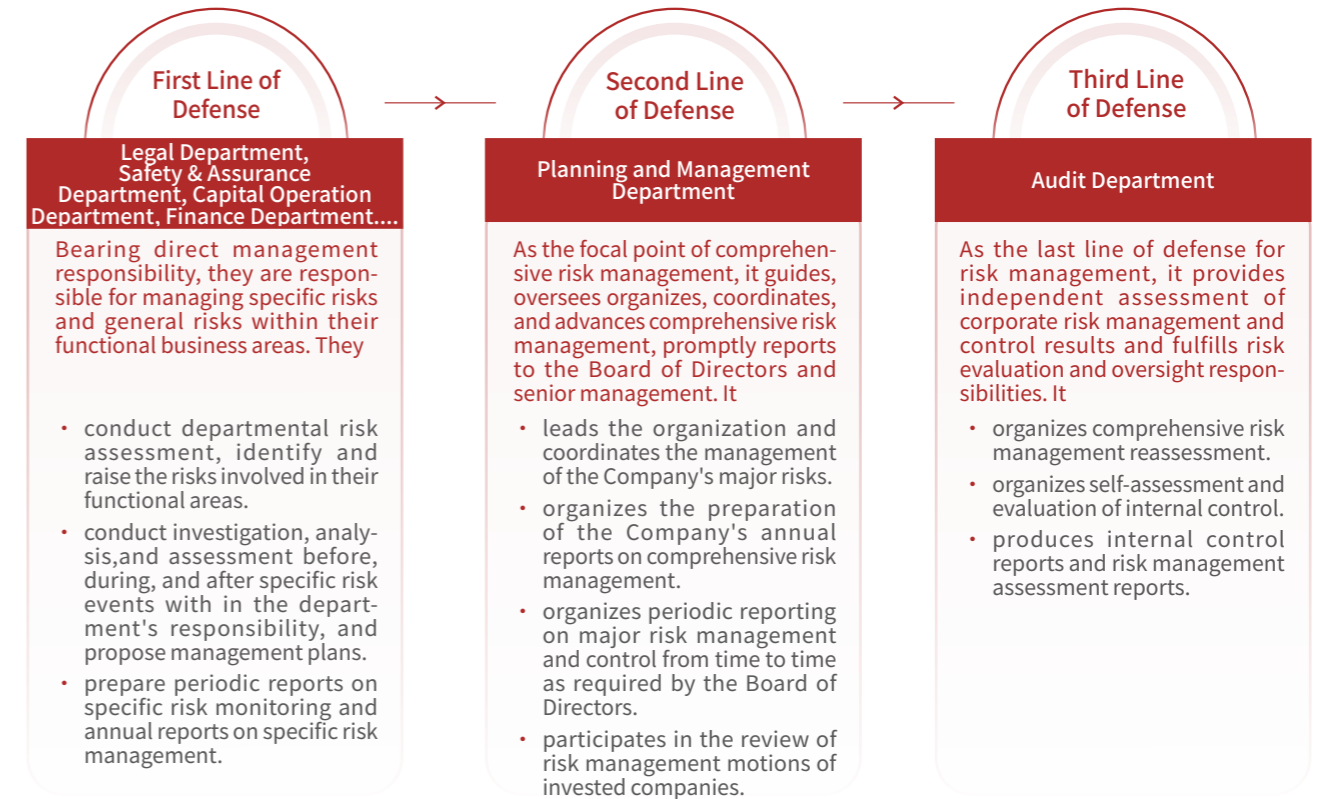 First Line of
Defense
Legal Department,
Safety & Assurance
Department, Capital Operation
Department, Finance Department....
Bearing direct management
responsibility, they are respon-
sible for managing specific risks
and general risks within their
functional business areas. They
• conduct departmental risk
assessment, identify and
raise the risks involved in their
functional areas.
• conduct investigation, analy-
sis,and assessment before,
during, and after specific risk
events with in the depart-
ment's responsibility, and
propose management plans.
• prepare periodic reports on
specific risk monitoring and
annual reports on specific risk
management.
Second Line
of Defense
Planning and Management
Department
As the focal point of comprehen-
sive risk management, it guides,
oversees organizes, coordinates,
and advances comprehensive risk
management, promptly reports
to the Board of Directors and
senior management. It
• leads the organization and
coordinates the management
of the Company's major risks.
• organizes the preparation
of the Company's annual
reports on comprehensive risk
management.
• organizes periodic reporting
on major risk management
and control from time to time
as required by the Board of
Directors.
• participates in the review of
risk management motions of
invested companies.
Third Line
of Defense
Audit Department
As the last line of defense for
risk management, it provides
independent assessment of
corporate risk management and
control results and fulfills risk
evaluation and oversight respon-
sibilities. It
• organizes comprehensive risk
management reassessment.
• organizes self-assessment and
evaluation of internal control.
• produces internal control
reports and risk management
assessment reports.